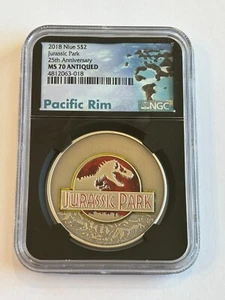 2018 Niue S$2
Jurassic Park
25th Anniversary
MS 70 ANTIQUED
4812063-018
NGC
Pacific Rim
JURASSIC PARK